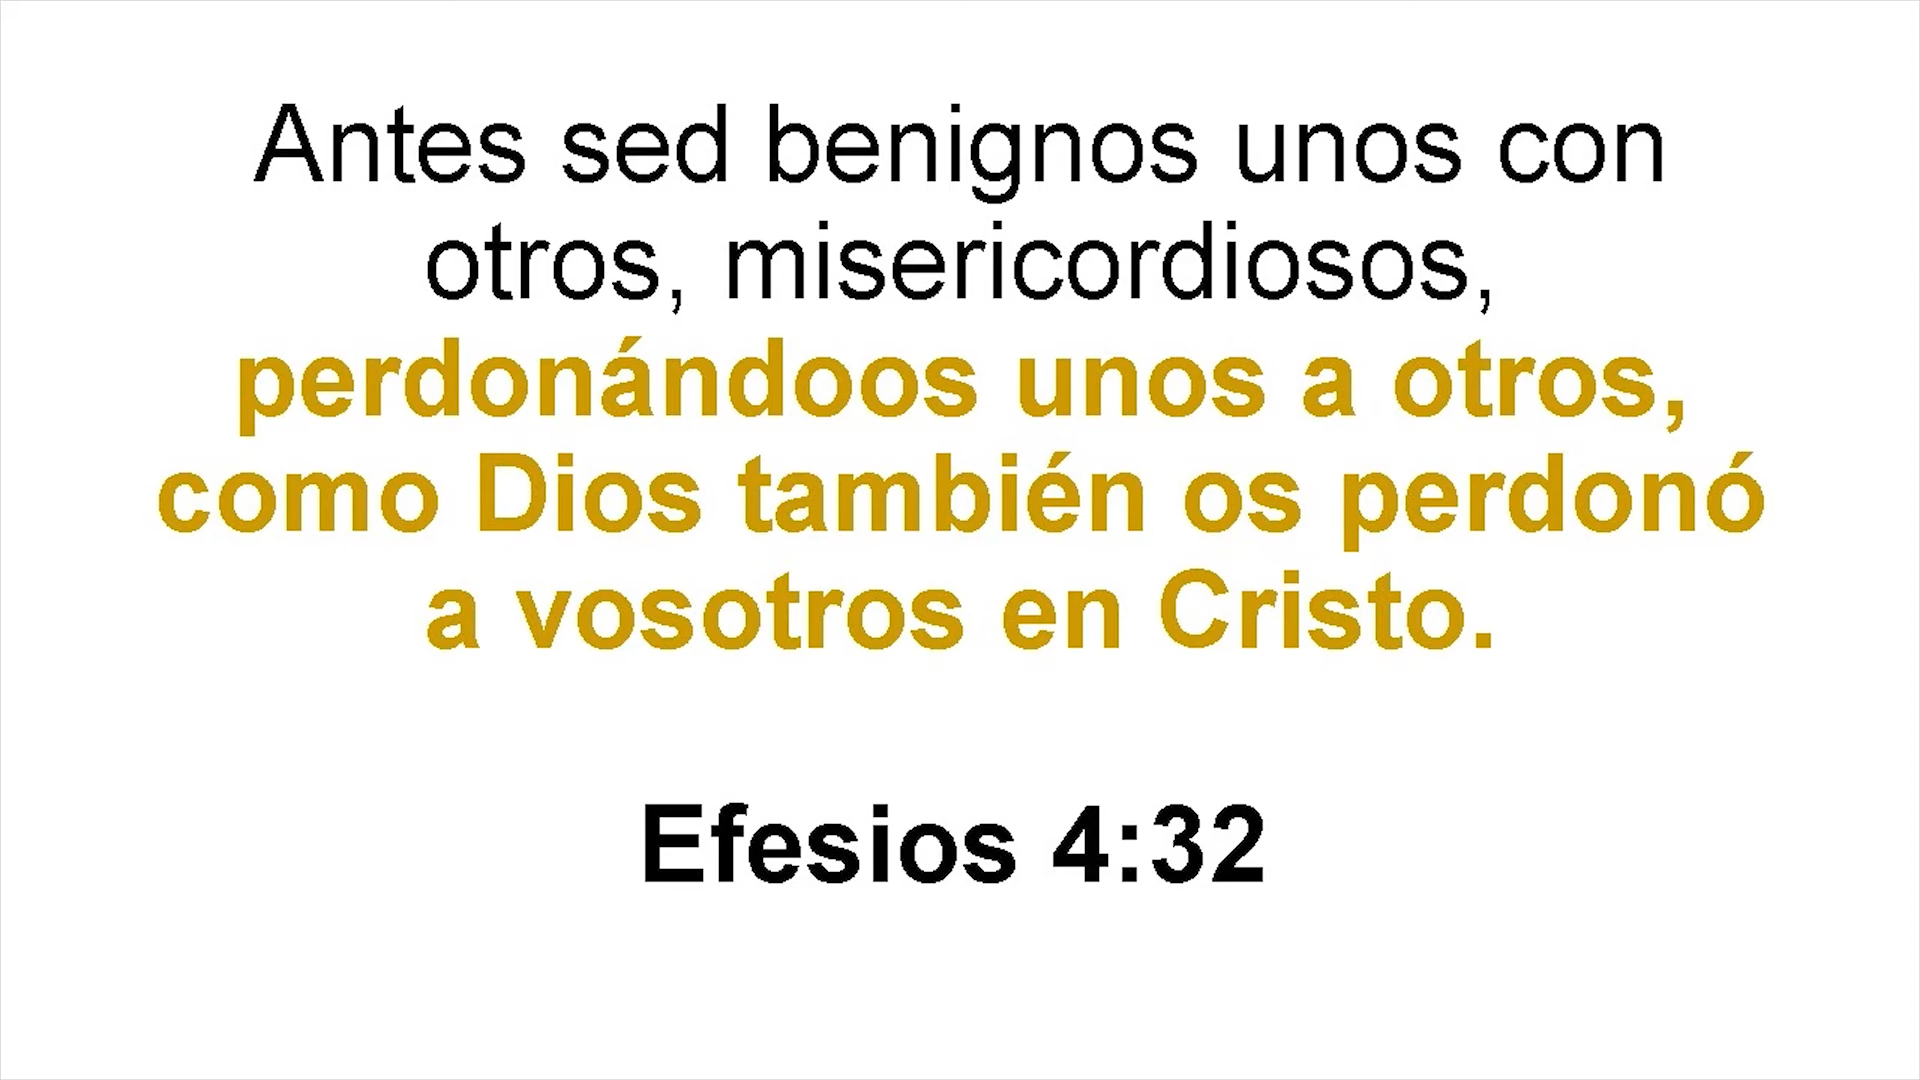 Antes sed benignos unos con
otros, misericordiosos,
perdonándoos unos a otros,
como Dios también os perdonó
a vosotros en Cristo.
Efesios 4:32